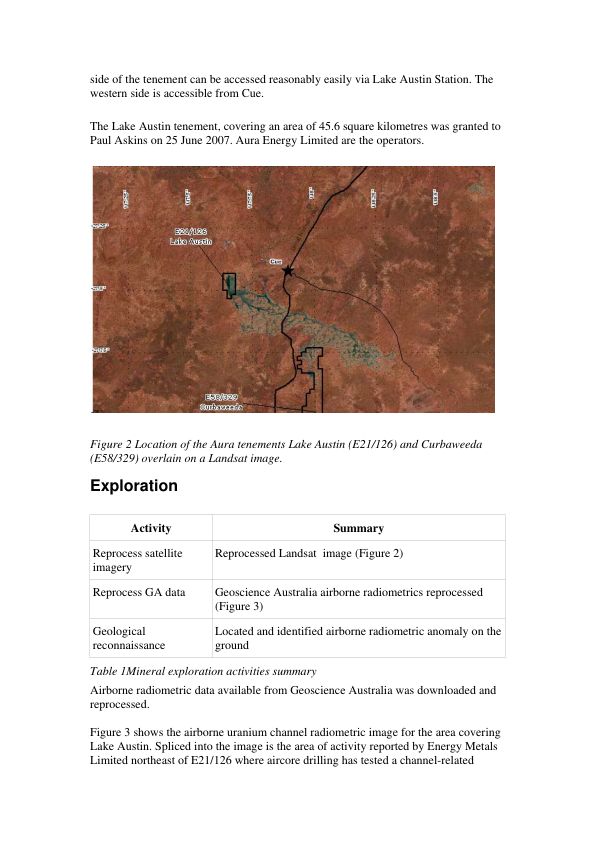 side of the tenement can be accessed reasonably easily via Lake Austin Station. The
western side is accessible from Cue.
The Lake Austin tenement, covering an area of 45.6 square kilometres was granted to
Paul Askins on 25 June 2007. Aura Energy Limited are the operators.
E21/126
Lake Austin
Cue
E58/329
Curbaweeda
Figure 2 Location of the Aura tenements Lake Austin (E21/126) and Curbaweeda
(E58/329) overlain on a Landsat image.
Exploration
Activity Summary
Reprocess satellite
imagery
Reprocessed Landsat  image (Figure 2)
Reprocess GA data
Geoscience Australia airborne radiometrics reprocessed
(Figure 3)
Geological
reconnaissance
Located and identified airborne radiometric anomaly on the
ground
Table 1Mineral exploration activities summary
Airborne radiometric data available from Geoscience Australia was downloaded and
reprocessed.
Figure 3 shows the airborne uranium channel radiometric image for the area covering
Lake Austin. Spliced into the image is the area of activity reported by Energy Metals
Limited northeast of E21/126 where aircore drilling has tested a channel-related